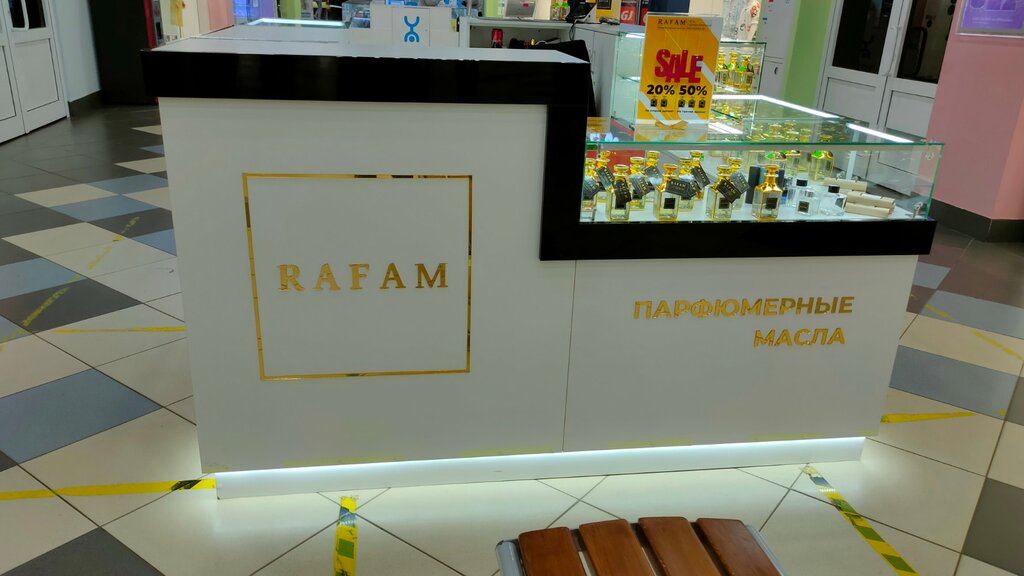 RAFAM
SALE
20% 50%
RAFAM
ПАРФЮМЕРНЫЕ
МАСЛА